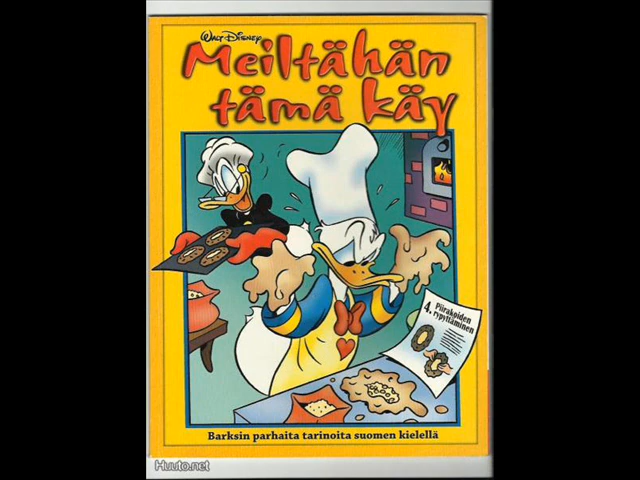 WALT DISNEY
Meiltähän
tämä käy
4. Piirakoiden
rypyttäminen
Barksin parhaita tarinoita suomen kielellä
Huuto.net